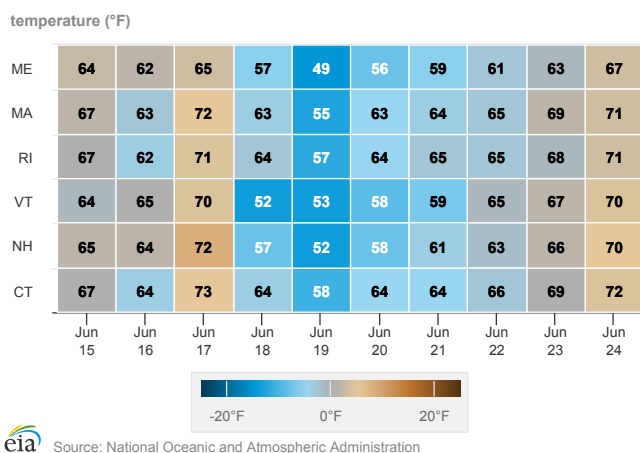 temperature (°F)
ME 64 62 65 57 49 56 59 61 63 67
MA 67 63 72 63 55 63 64 65 69 71
RI 67 62 71 64 57 64 65 65 68 71
VT 64 65 70 52 53 58 59 65 67 70
NH 65 64 72 57 52 58 61 63 66 70
CT 67 64 73 64 58 64 64 66 69 72
Jun Jun Jun Jun Jun Jun Jun Jun Jun Jun
15 16 17 18 19 20 21 22 23 24
-20°F 0°F 20°F
eia Source: National Oceanic and Atmospheric Administration